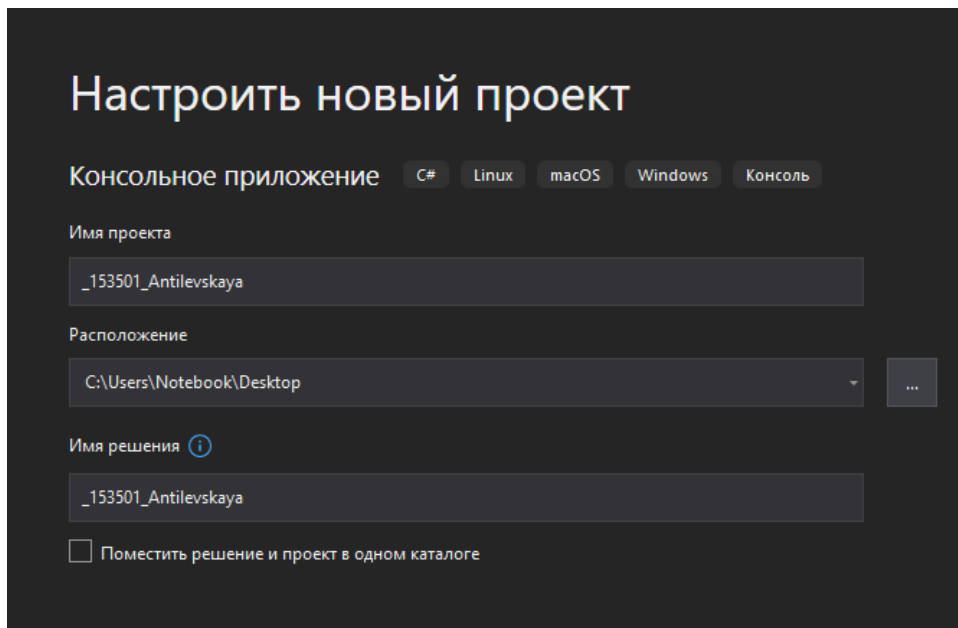 Настроить новый проект
Консольное приложение C# Linux macOS Windows Консоль
Имя проекта
_153501_Antilevskaya
Расположение
C:\Users\Notebook\Desktop ...
Имя решения
_153501_Antilevskaya
Поместить решение и проект в одном каталоге